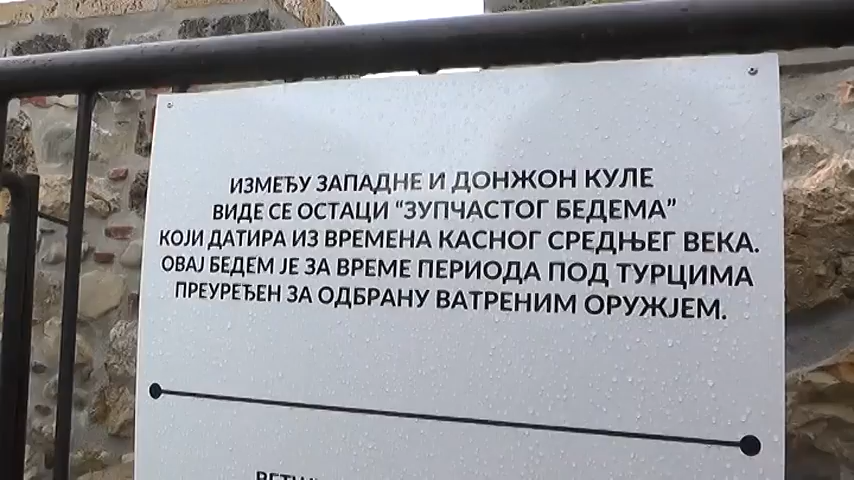 ИЗМЕЂУ ЗАПАДНЕ И ДОНЖОН КУЛЕ
ВИДЕ СЕ ОСТАЦИ “ЗУПЧАСТОГ БЕДЕМА”
КОЈИ ДАТИРА ИЗ ВРЕМЕНА КАСНОГ СРЕДЊЕГ ВЕКА.
ОВАЈ БЕДЕМ ЈЕ ЗА ВРЕМЕ ПЕРИОДА ПОД ТУРЦИМА
ПРЕУРЕЂЕН ЗА ОДБРАНУ ВАТРЕНИМ ОРУЖЈЕМ.